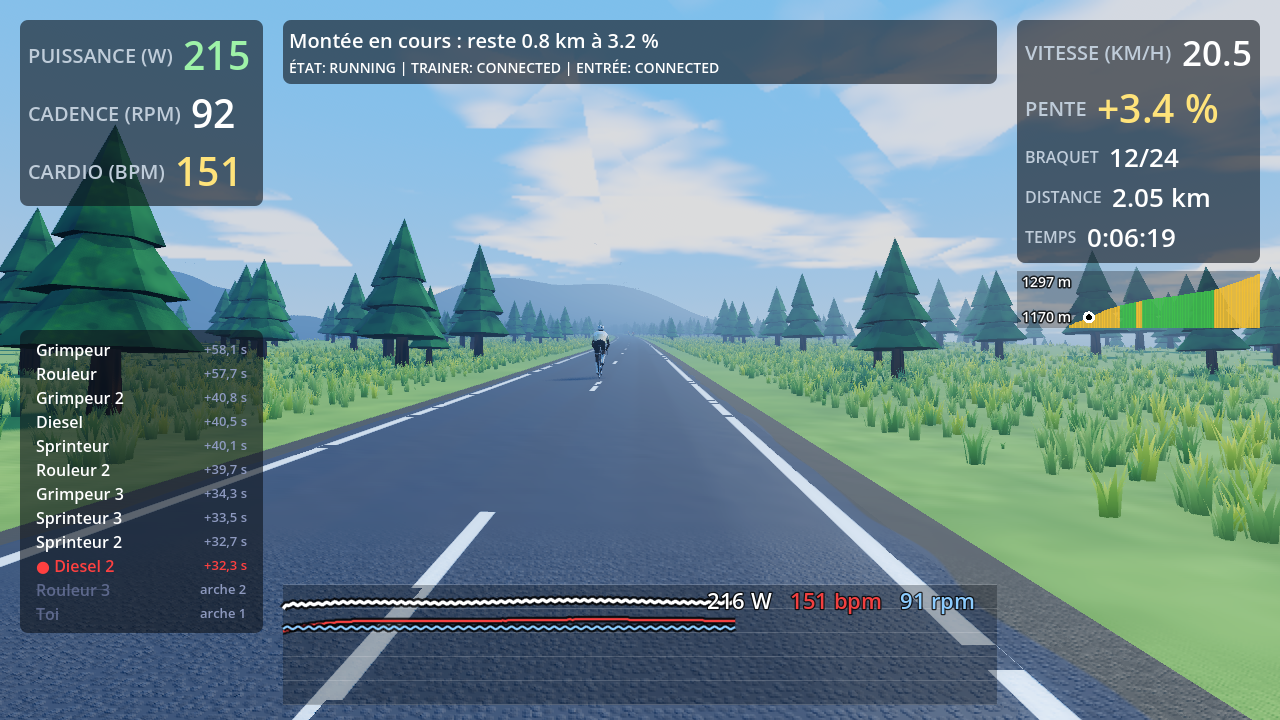 PUISSANCE (W) 215
CADENCE (RPM) 92
CARDIO (BPM) 151
Montée en cours : reste 0.8 km à 3.2 %
ÉTAT: RUNNING | TRAINER: CONNECTED | ENTRÉE: CONNECTED
VITESSE (KM/H) 20.5
PENTE +3.4 %
BRAQUET 12/24
DISTANCE 2.05 km
TEMPS 0:06:19
1297 m
1170 m
Grimpeur +58,1 s
Rouleur +57,7 s
Grimpeur 2 +40,8 s
Diesel +40,5 s
Sprinteur +40,1 s
Rouleur 2 +39,7 s
Grimpeur 3 +34,3 s
Sprinteur 3 +33,5 s
Sprinteur 2 +32,7 s
Diesel 2 +32,3 s
Rouleur 3 arche 2
Toi arche 1
216 W 151 bpm 91 rpm